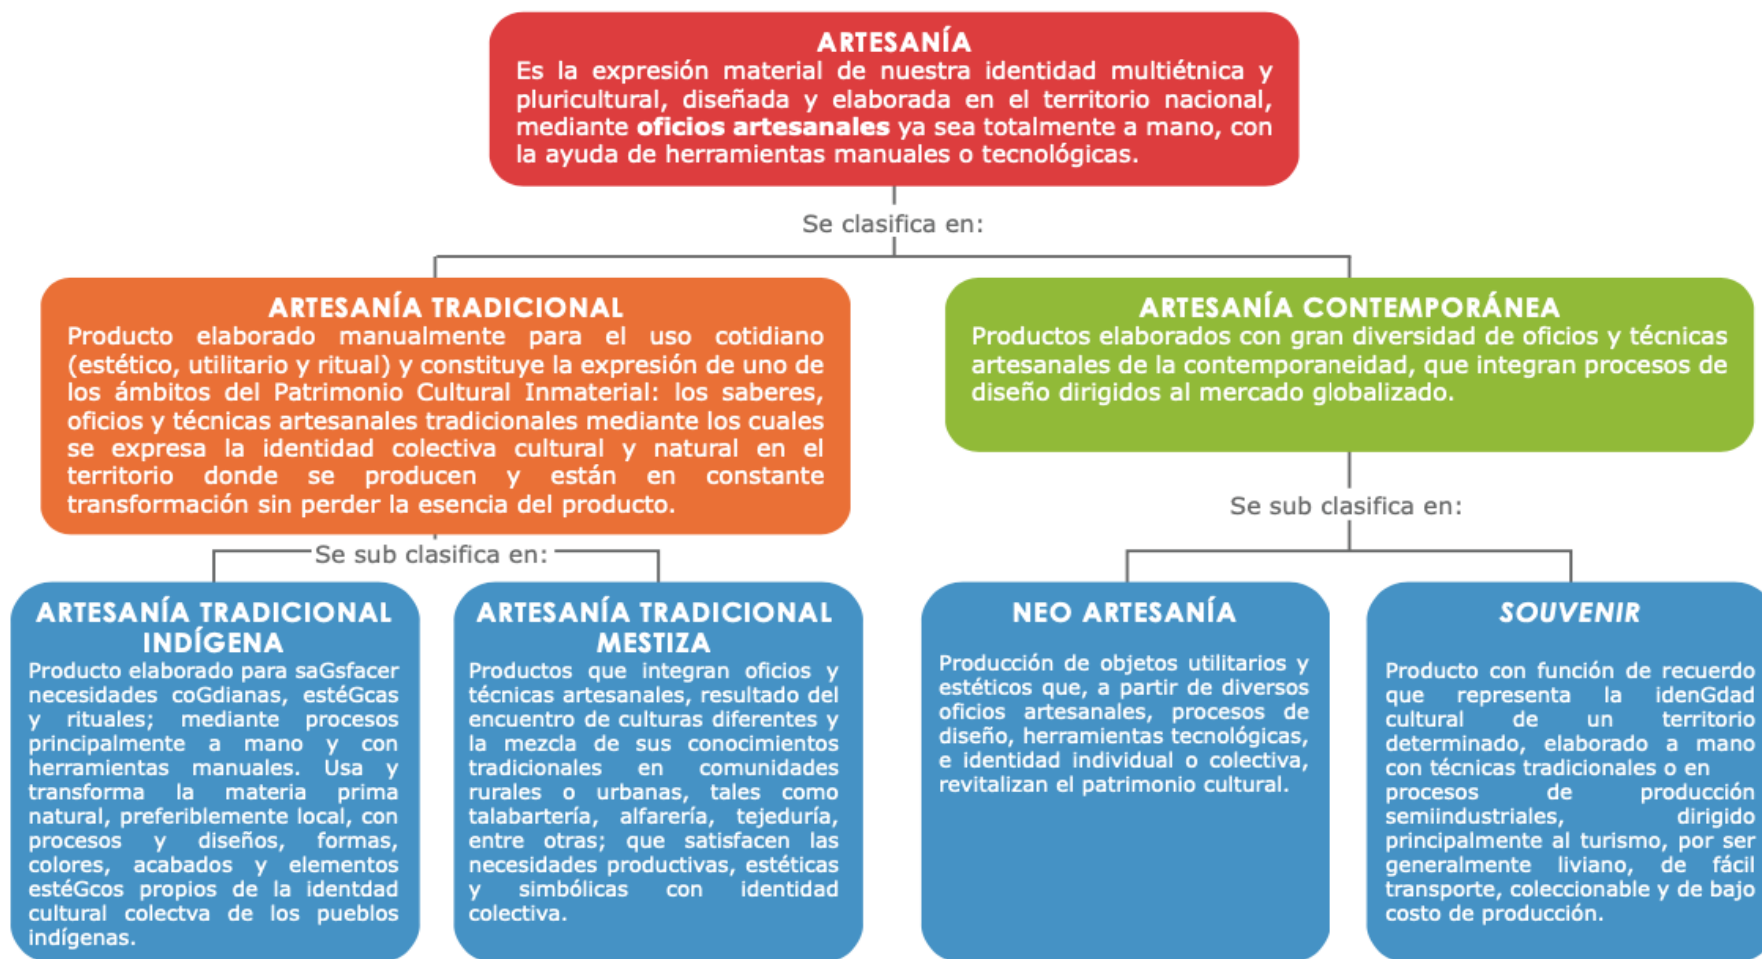 ARTESANÍA
Es la expresión material de nuestra identidad multiétnica y
pluricultural, diseñada y elaborada en el territorio nacional,
mediante oficios artesanales ya sea totalmente a mano, con
la ayuda de herramientas manuales o tecnológicas.
Se clasifica en:
ARTESANÍA TRADICIONAL
Producto elaborado manualmente para el uso cotidiano
(estético, utilitario y ritual) y constituye la expresión de uno de
los ámbitos del Patrimonio Cultural Inmaterial: los saberes,
oficios y técnicas artesanales tradicionales mediante los cuales
se expresa la identidad colectiva cultural y natural en el
territorio donde se producen y están en constante
transformación sin perder la esencia del producto.
ARTESANÍA CONTEMPORÁNEA
Productos elaborados con gran diversidad de oficios y técnicas
artesanales de la contemporaneidad, que integran procesos de
diseño dirigidos al mercado globalizado.
Se sub clasifica en:
ARTESANÍA TRADICIONAL
INDÍGENA
Producto elaborado para saGsfacer
necesidades coGdianas, estéGcas
y rituales; mediante procesos
principalmente a mano y con
herramientas manuales. Usa y
transforma la materia prima
natural, preferiblemente local, con
procesos y diseños, formas,
colores, acabados y elementos
estéGcos propios de la identdad
cultural colectva de los pueblos
indígenas.
ARTESANÍA TRADICIONAL
MESTIZA
Productos que integran oficios y
técnicas artesanales, resultado del
encuentro de culturas diferentes y
la mezcla de sus conocimientos
tradicionales en comunidades
rurales o urbanas, tales como
talabartería, alfarería, tejeduría,
entre otras; que satisfacen las
necesidades productivas, estéticas
y simbólicas con identidad
colectiva.
Se sub clasifica en:
NEO ARTESANÍA
Producción de objetos utilitarios y
estéticos que, a partir de diversos
oficios artesanales, procesos de
diseño, herramientas tecnológicas,
e identidad individual o colectiva,
revitalizan el patrimonio cultural.
SOUVENIR
Producto con función de recuerdo
que representa la idenGdad
cultural de un territorio
determinado, elaborado a mano
con técnicas tradicionales o en
procesos de producción
semiindustriales, dirigido
principalmente al turismo, por ser
generalmente liviano, de fácil
transporte, coleccionable y de bajo
costo de producción.